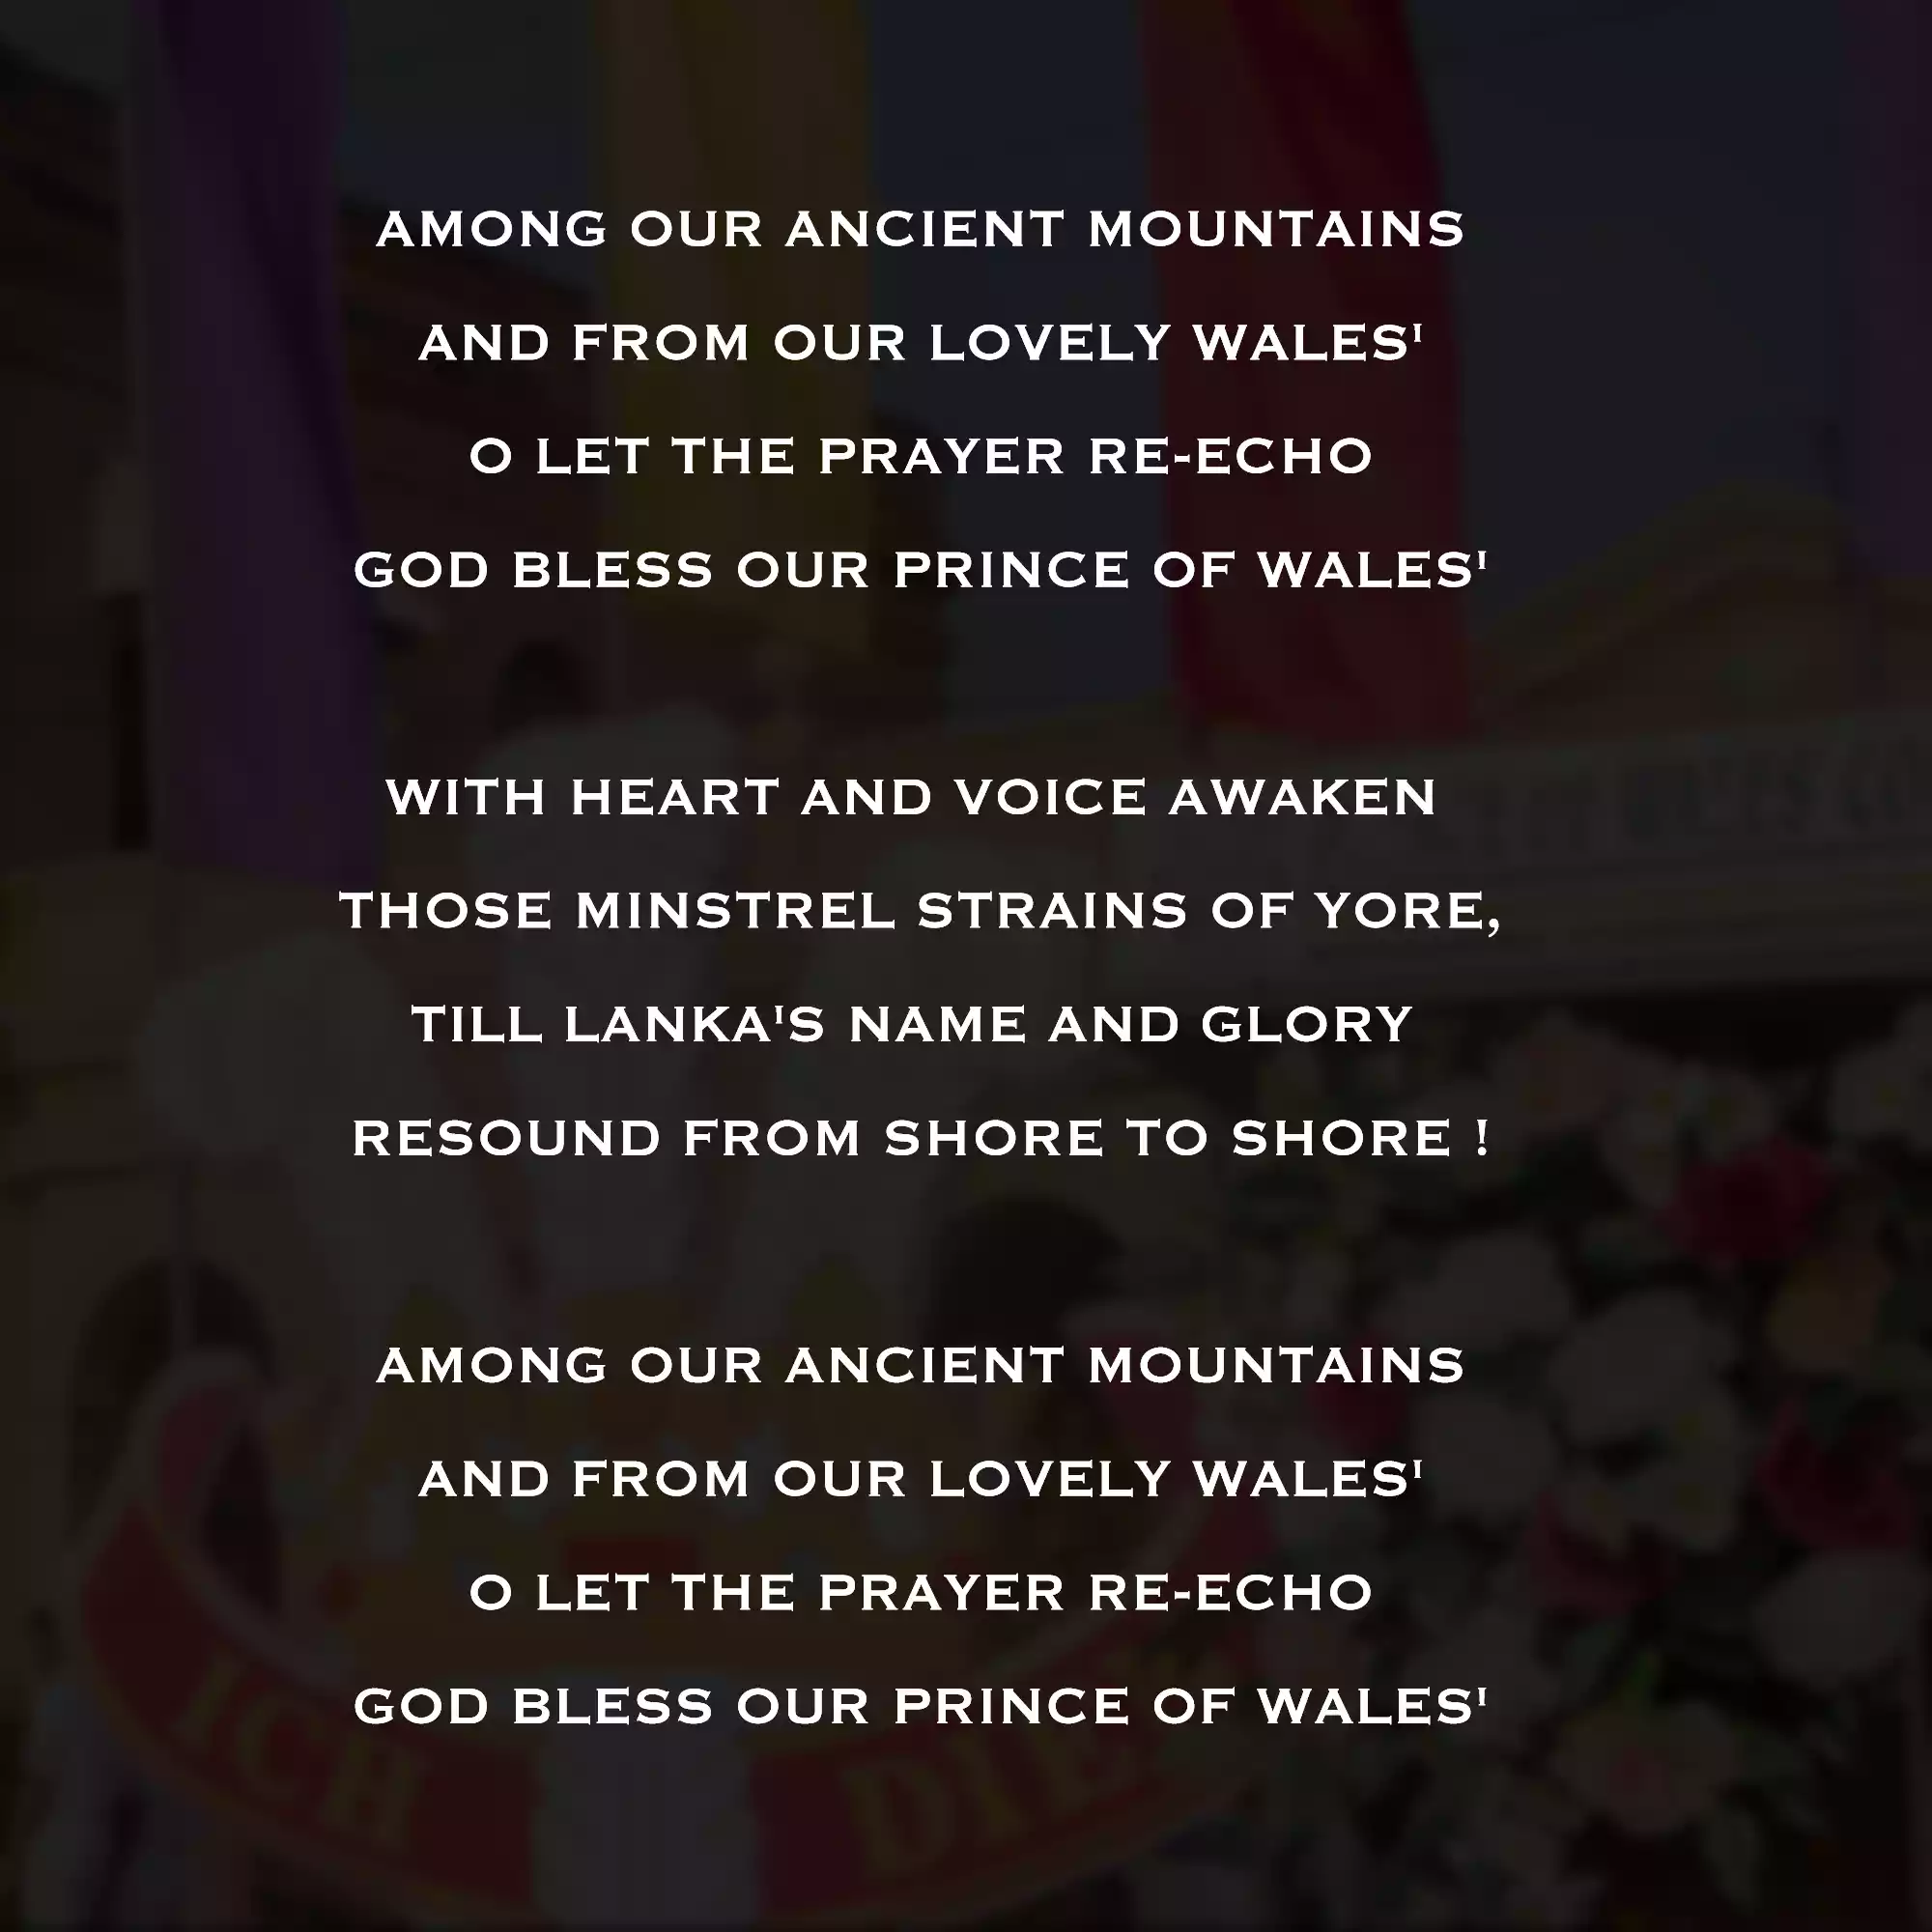 AMONG OUR ANCIENT MOUNTAINS
AND FROM OUR LOVELY WALES'
O LET THE PRAYER RE-ECHO
GOD BLESS OUR PRINCE OF WALES'
WITH HEART AND VOICE AWAKEN
THOSE MINSTREL STRAINS OF YORE,
TILL LANKA'S NAME AND GLORY
RESOUND FROM SHORE TO SHORE !
AMONG OUR ANCIENT MOUNTAINS
AND FROM OUR LOVELY WALES'
O LET THE PRAYER RE-ECHO
GOD BLESS OUR PRINCE OF WALES'
ICH DIE